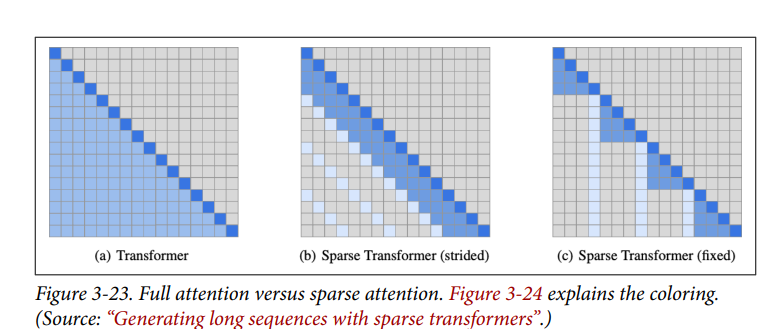 (a) Transformer
(b) Sparse Transformer (strided)
(c) Sparse Transformer (fixed)
Figure 3-23. Full attention versus sparse attention. Figure 3-24 explains the coloring.
(Source: “Generating long sequences with sparse transformers”.)